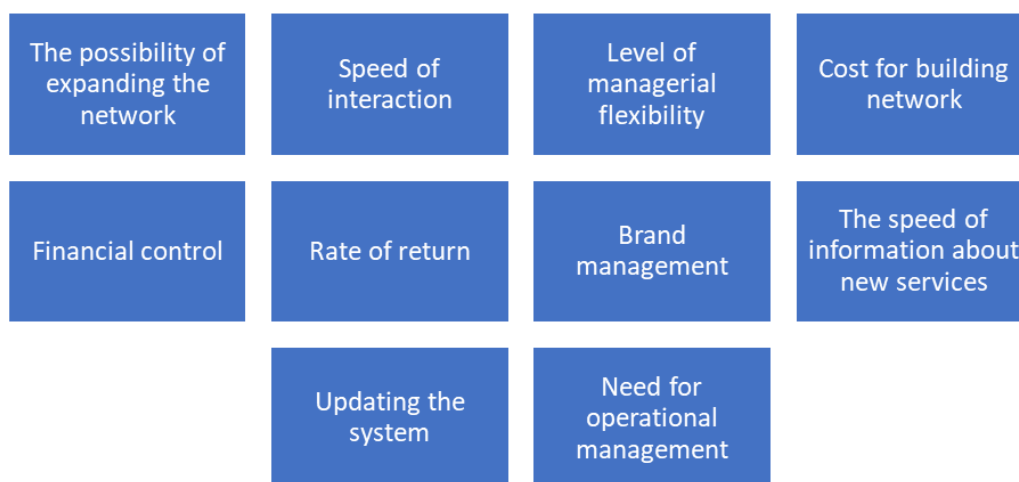 The possibility of
expanding the
network
Speed of
interaction
Level of
managerial
flexibility
Cost for building
network
Financial control
Rate of return
Brand
management
The speed of
information about
new services
Updating the
system
Need for
operational
management